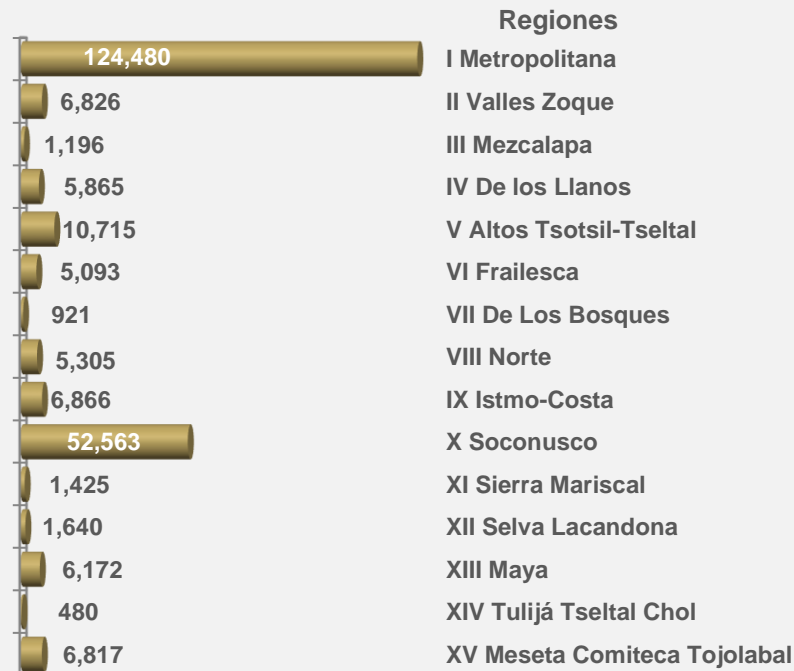 Regiones
124,480 I Metropolitana
6,826 II Valles Zoque
1,196 III Mezcalapa
5,865 IV De los Llanos
10,715 V Altos Tsotsil-Tseltal
5,093 VI Frailesca
921 VII De Los Bosques
5,305 VIII Norte
6,866 IX Istmo-Costa
52,563 X Soconusco
1,425 XI Sierra Mariscal
1,640 XII Selva Lacandona
6,172 XIII Maya
480 XIV Tulijá Tseltal Chol
6,817 XV Meseta Comiteca Tojolabal